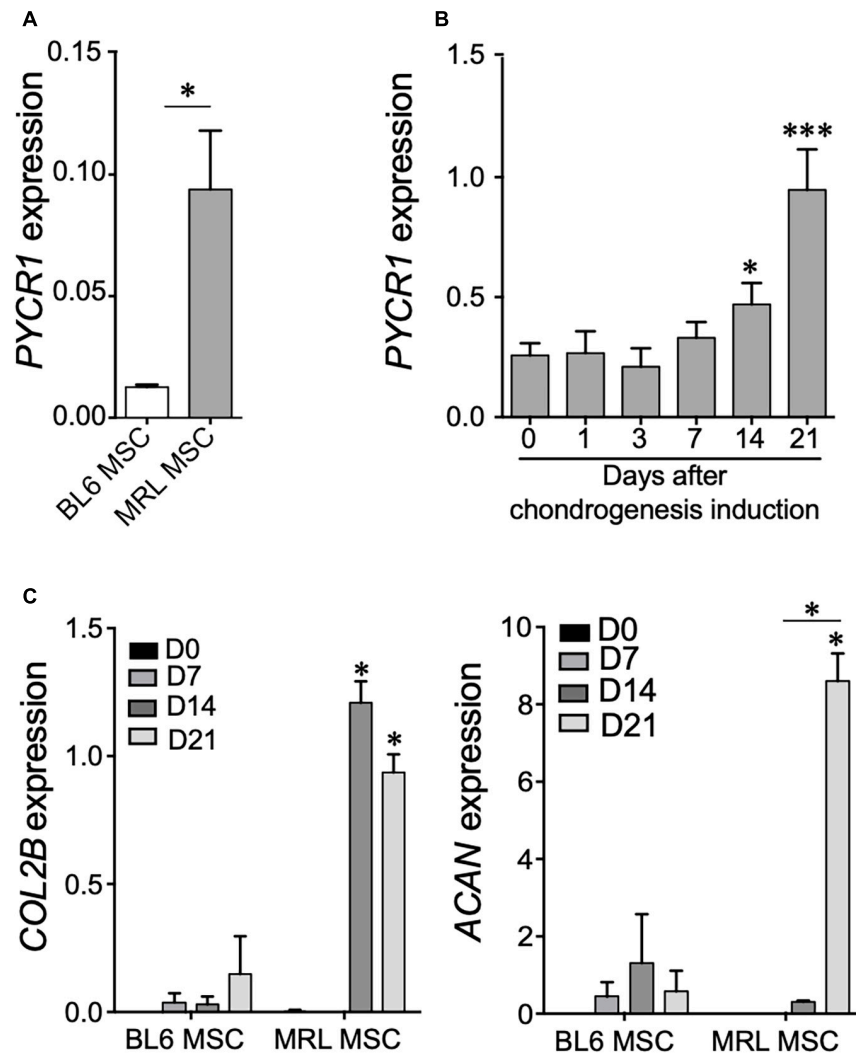 A
PYCR1 expression
0.15
0.10
0.05
0.00
*
BL6 MSC
MRL MSC
B
PYCR1 expression
1.5
1.0
0.5
0.0
*
***
0 1 3 7 14 21
Days after
chondrogenesis induction
C
COL2B expression
1.5
1.0
0.5
0.0
D0
D7
D14
D21
*
*
BL6 MSC MRL MSC
ACAN expression
10
8
6
4
2
0
D0
D7
D14
D21
*
*
BL6 MSC MRL MSC